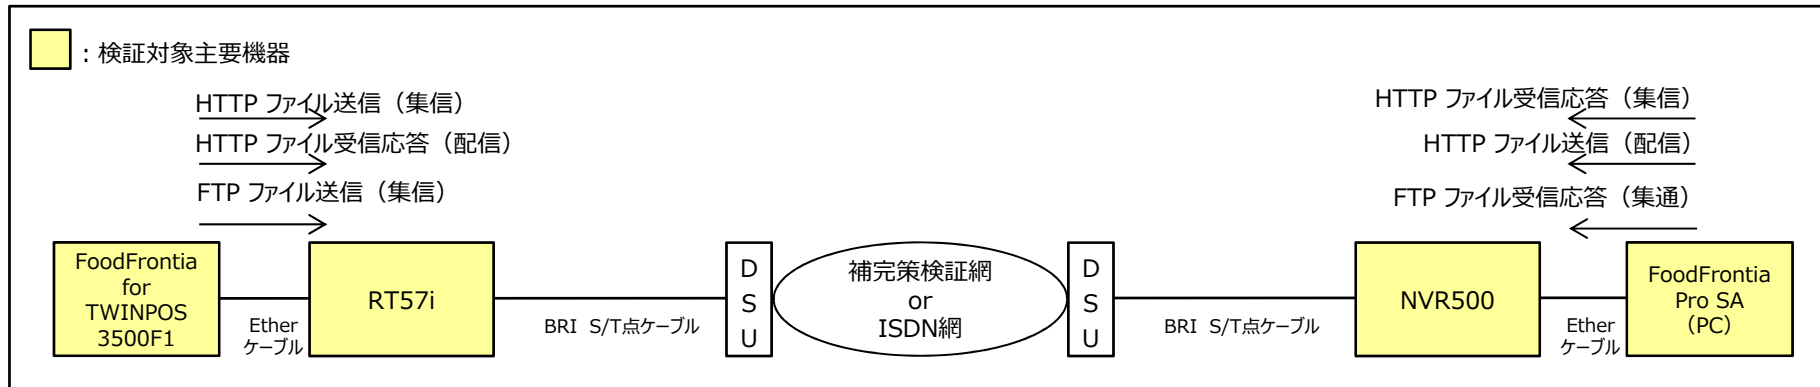 : 検証対象主要機器
HTTP ファイル送信（集信）
HTTP ファイル受信応答（配信）
FTP ファイル送信（集信）
HTTP ファイル受信応答（集信）
HTTP ファイル送信（配信）
FTP ファイル受信応答（集通）
FoodFrontia
for
TWINPOS
3500F1
Ether
ケーブル
RT57i
BRI S/T点ケーブル
D
S
U
補完策検証網
or
ISDN網
D
S
U
BRI S/T点ケーブル
NVR500
Ether
ケーブル
FoodFrontia
Pro SA
（PC）